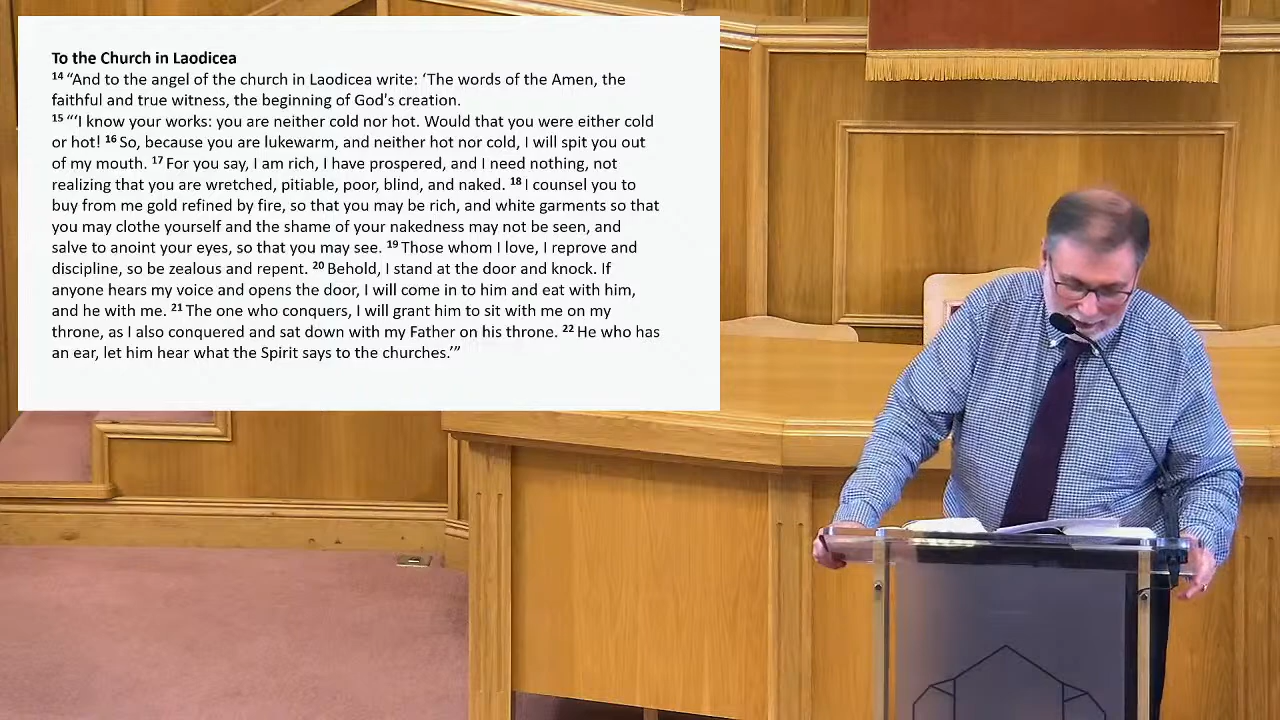 To the Church in Laodicea
14 “And to the angel of the church in Laodicea write: ‘The words of the Amen, the
faithful and true witness, the beginning of God's creation.
15 “‘I know your works: you are neither cold nor hot. Would that you were either cold
or hot! 16 So, because you are lukewarm, and neither hot nor cold, I will spit you out
of my mouth. 17 For you say, I am rich, I have prospered, and I need nothing, not
realizing that you are wretched, pitiable, poor, blind, and naked. 18 I counsel you to
buy from me gold refined by fire, so that you may be rich, and white garments so that
you may clothe yourself and the shame of your nakedness may not be seen, and
salve to anoint your eyes, so that you may see. 19 Those whom I love, I reprove and
discipline, so be zealous and repent. 20 Behold, I stand at the door and knock. If
anyone hears my voice and opens the door, I will come in to him and eat with him,
and he with me. 21 The one who conquers, I will grant him to sit with me on my
throne, as I also conquered and sat down with my Father on his throne. 22 He who has
an ear, let him hear what the Spirit says to the churches.’”